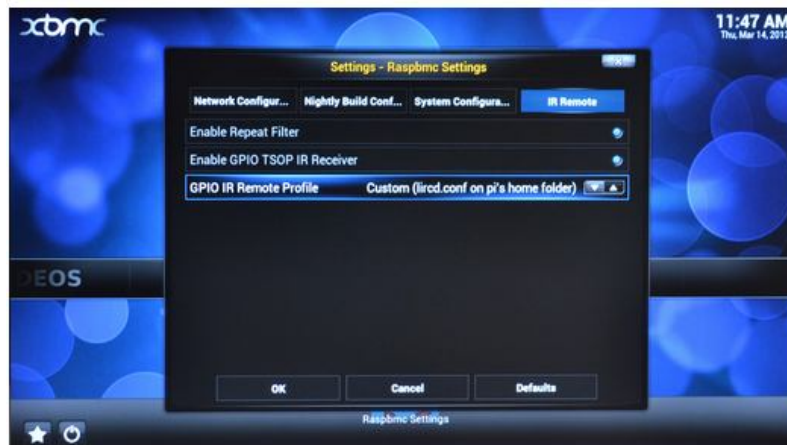 xbmc
11:47 AM
Thu, Mar 14, 2013
Settings - Raspbmc Settings
Network Configur...
Nightly Build Conf...
System Configura...
IR Remote
Enable Repeat Filter
Enable GPIO TSOP IR Receiver
GPIO IR Remote Profile
Custom (lircd.conf on pi's home folder)
DEOS
OK
Cancel
Defaults
Raspbmc Settings